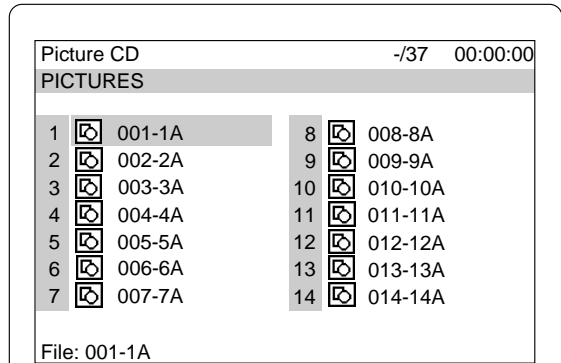 Picture CD -/37 00:00:00
PICTURES
1 001-1A
2 002-2A
3 003-3A
4 004-4A
5 005-5A
6 006-6A
7 007-7A
8 008-8A
9 009-9A
10 010-10A
11 011-11A
12 012-12A
13 013-13A
14 014-14A
File: 001-1A